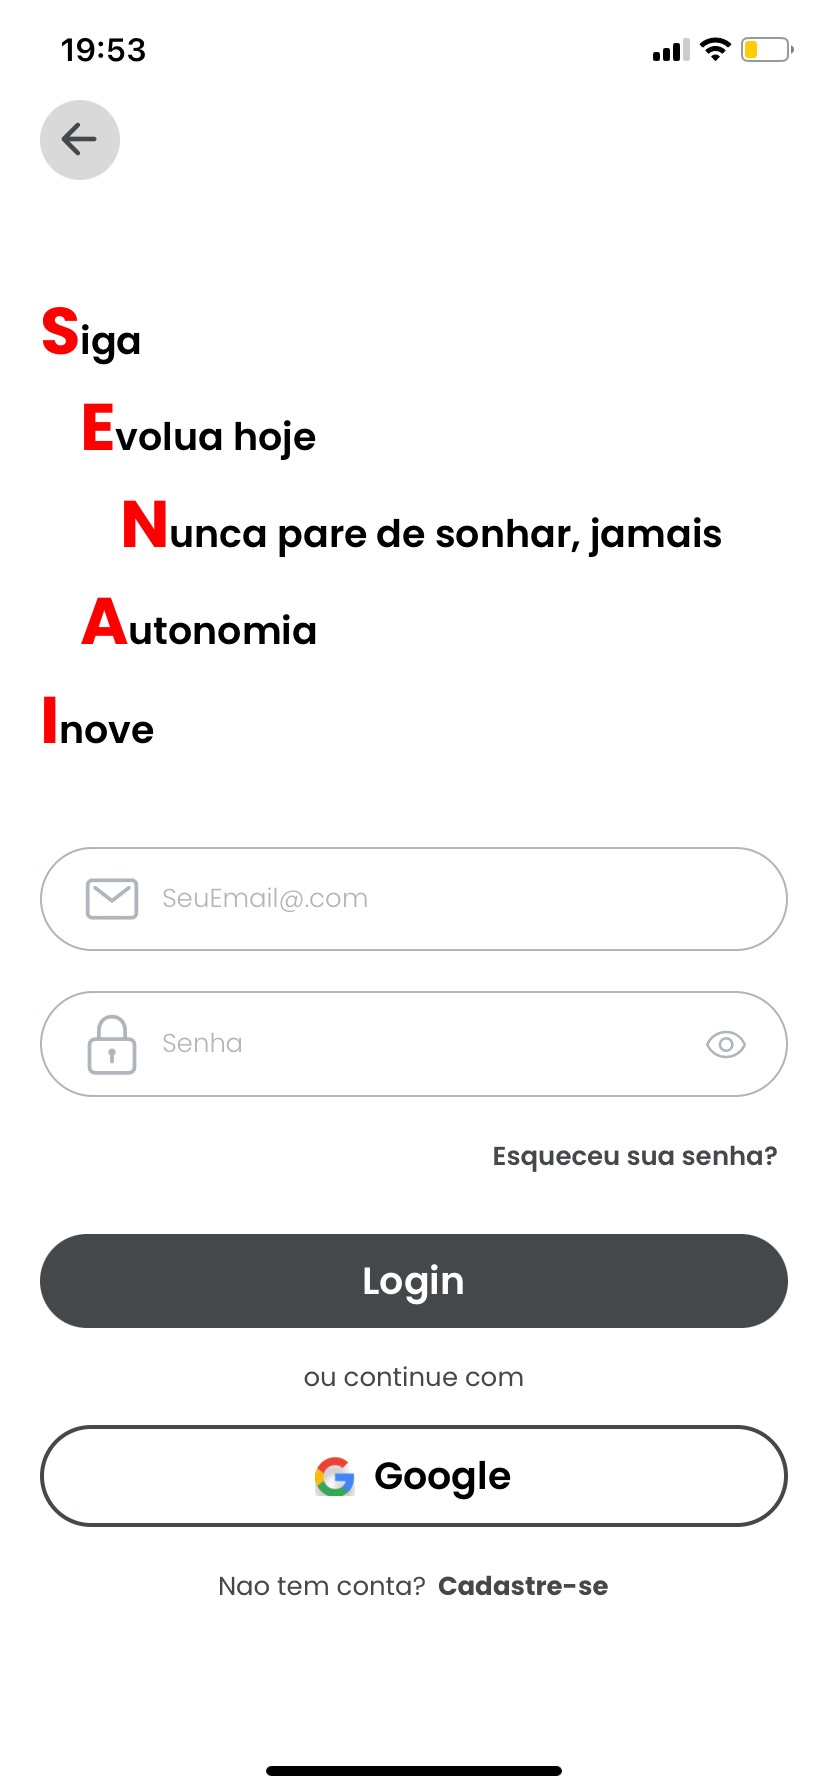 19:53
Siga
Evolua hoje
Nunca pare de sonhar, jamais
Autonomia
Inove
SeuEmail@.com
Senha
Esqueceu sua senha?
Login
ou continue com
Google
Nao tem conta? Cadastre-se